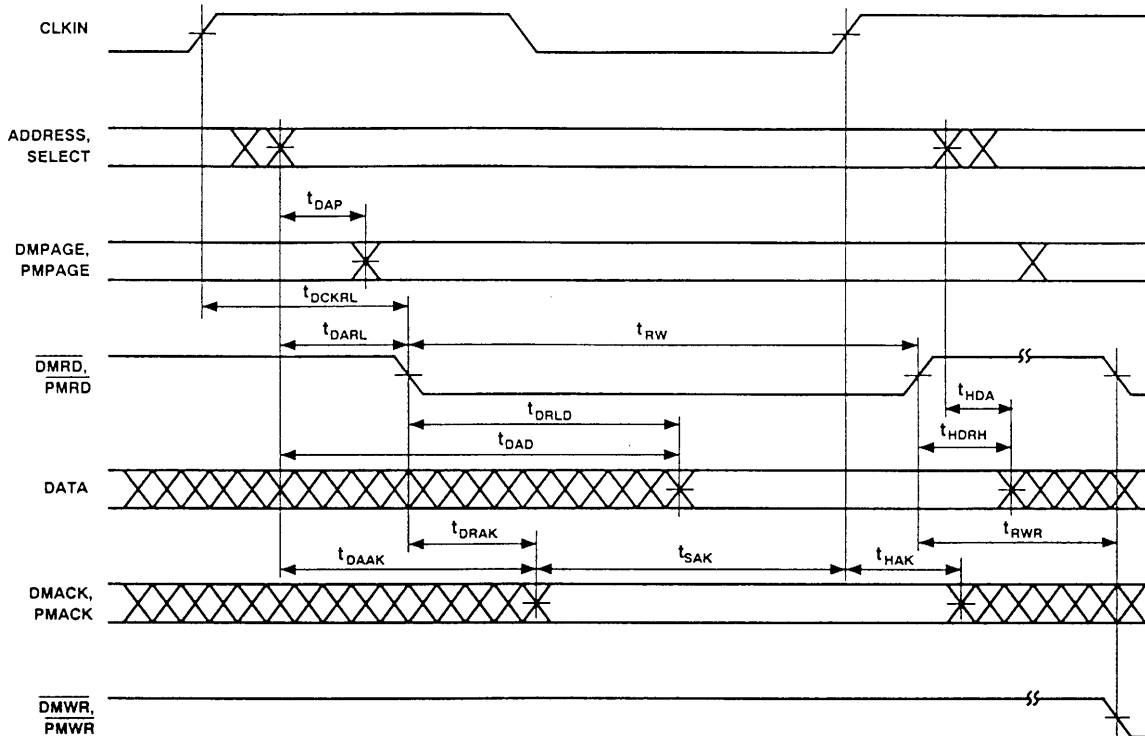 CLKIN
ADDRESS,
SELECT
tDAP
DMPAGE,
PMPAGE
tDCKRL
tDARL
tRW
DMRD,
PMRD
tHDA
tDRLD
tHDRH
tDAD
DATA
tDRAK
tRWR
tDAAK
tSAK
tHAK
DMACK,
PMACK
DMWR,
PMWR